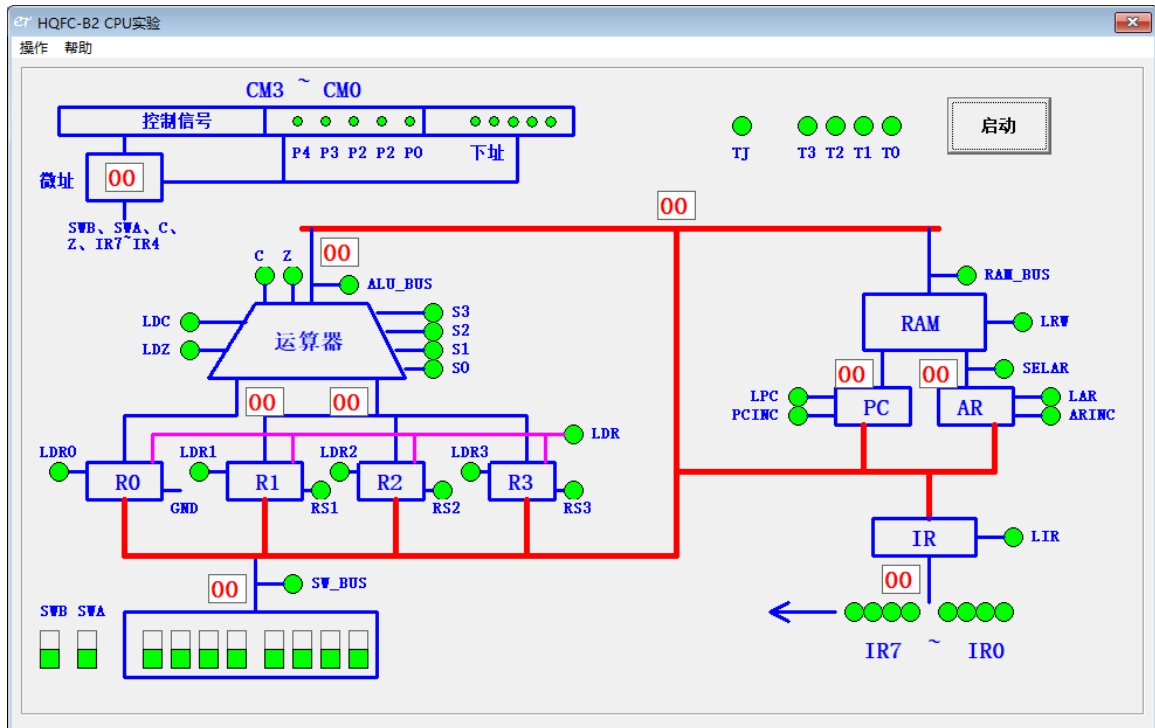 HQFC-B2 CPU实验
操作 帮助
CM3 ~ CM0
控制信号
启动
P4 P3 P2 P2 P0 下址
TJ T3 T2 T1 T0
微址 00
SWB、SWA、C、
Z、IR7~IR4
00
00
C Z
ALU_BUS
RAM_BUS
S3
LDC
S2
运算器
RAM
LRW
LDZ
S1
S0
SELAR
00 00
00 00
LPC
PC
AR
LAR
PCINC
ARINC
LDR
LDR0 LDR1 LDR2 LDR3
R0 R1 R2 R3
GND RS1 RS2 RS3
IR
LIR
00
SW_BUS
00
SWB SWA
IR7 ~ IR0